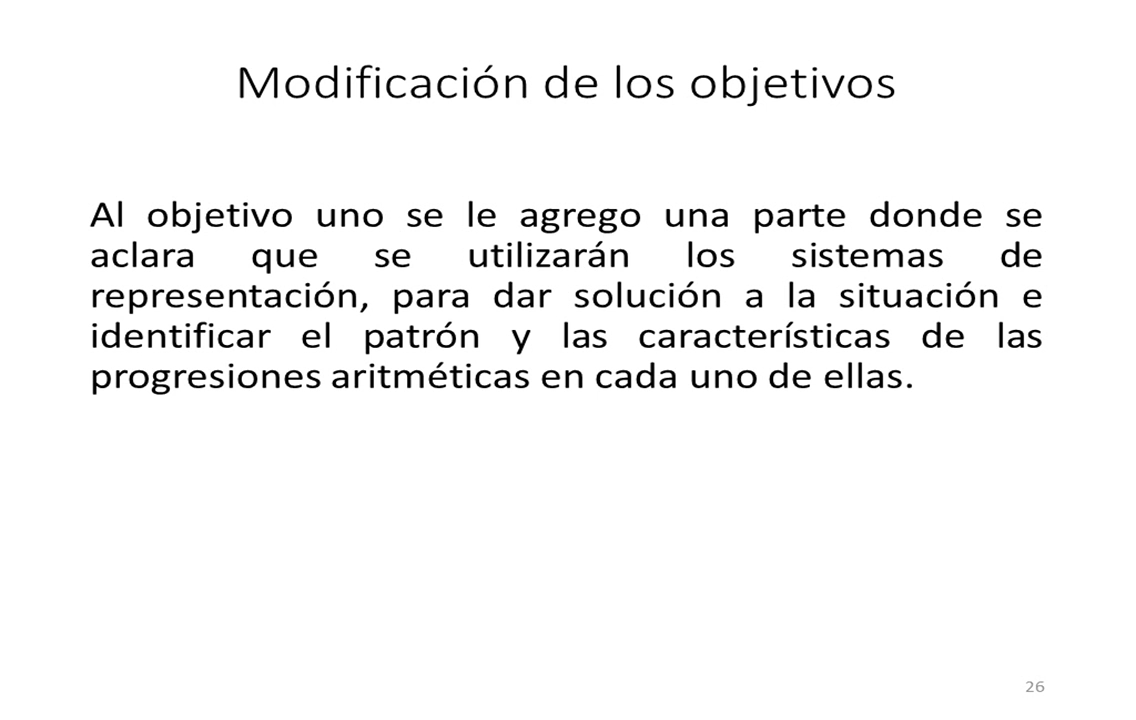 Modificación de los objetivos
Al objetivo uno se le agrego una parte donde se
aclara que se utilizarán los sistemas de
representación, para dar solución a la situación e
identificar el patrón y las características de las
progresiones aritméticas en cada uno de ellas.
26